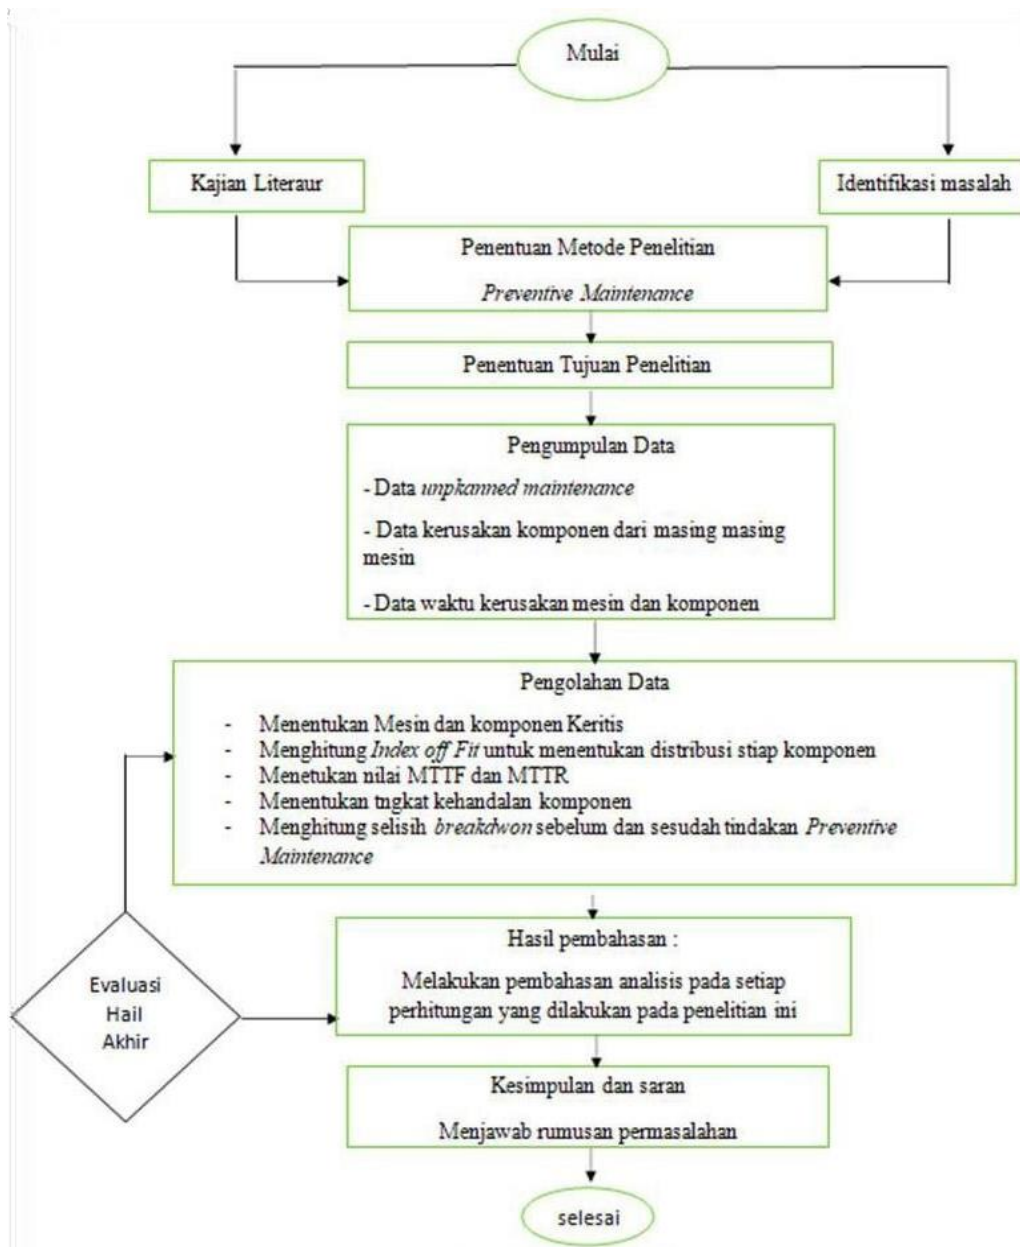 Mulai
Kajian Literaur
Identifikasi masalah
Penentuan Metode Penelitian
Preventive Maintenance
Penentuan Tujuan Penelitian
Pengumpulan Data
- Data unpkanned maintenance
- Data kerusakan komponen dari masing masing
mesin
- Data waktu kerusakan mesin dan komponen
Pengolahan Data
- Menentukan Mesin dan komponen Keritis
- Menghitung Index off Fit untuk menentukan distribusi stiap komponen
- Menetukan nilai MTTF dan MTTR
- Menentukan tngkat kehandalan komponen
- Menghitung selisih breakdwon sebelum dan sesudah tindakan Preventive
Maintenance
Evaluasi
Hail
Akhir
Hasil pembahasan :
Melakukan pembahasan analisis pada setiap
perhitungan yang dilakukan pada penelitian ini
Kesimpulan dan saran
Menjawab rumusan permasalahan
selesai